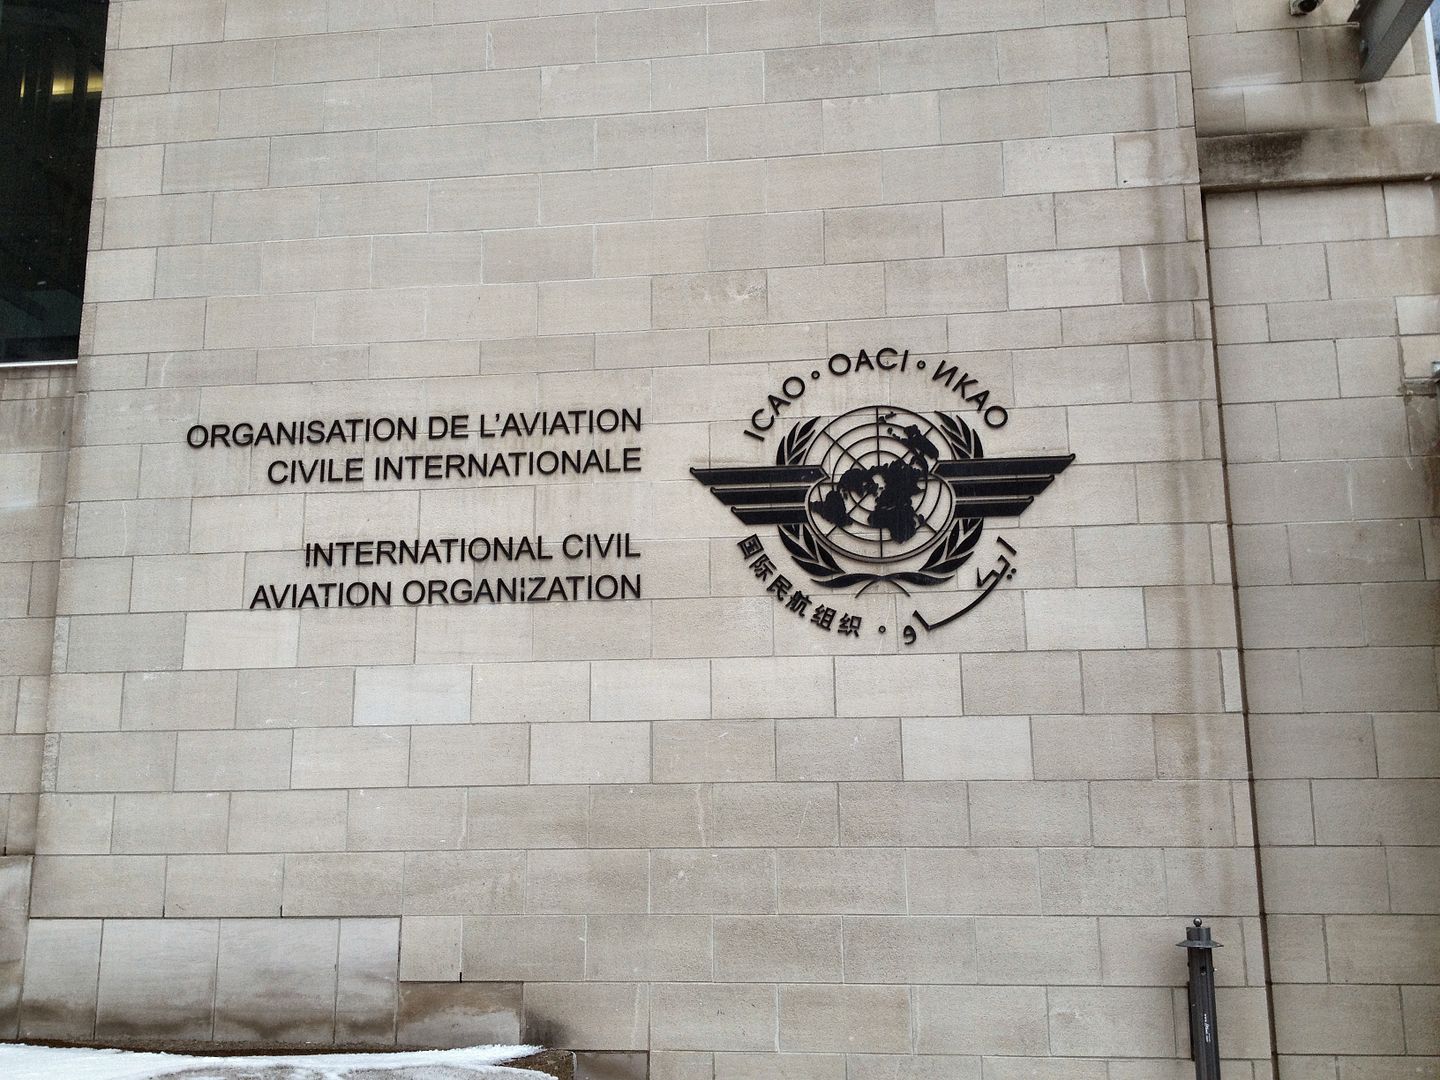 ORGANISATION DE L'AVIATION
CIVILE INTERNATIONALE
INTERNATIONAL CIVIL
AVIATION ORGANIZATION
ICAO • OACI • ИКАО
国际民航组织 • ايكاو